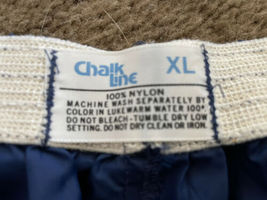 Chalk
Line
XL
100% NYLON
MACHINE WASH SEPARATELY BY
COLOR IN LUKEWARM WATER 100°.
DO NOT BLEACH-TUMBLE DRY LOW
SETTING. DO NOT DRY CLEAN OR IRON.